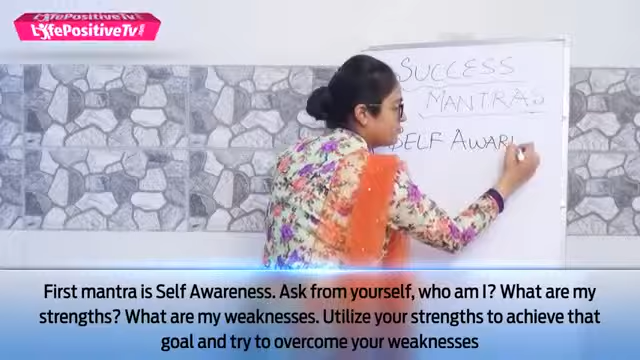 LifePositiveTv
LifePositiveTv
SUCCESS
MANTRAS
SELF AWAR
First mantra is Self Awareness. Ask from yourself, who am I? What are my
strengths? What are my weaknesses. Utilize your strengths to achieve that
goal and try to overcome your weaknesses